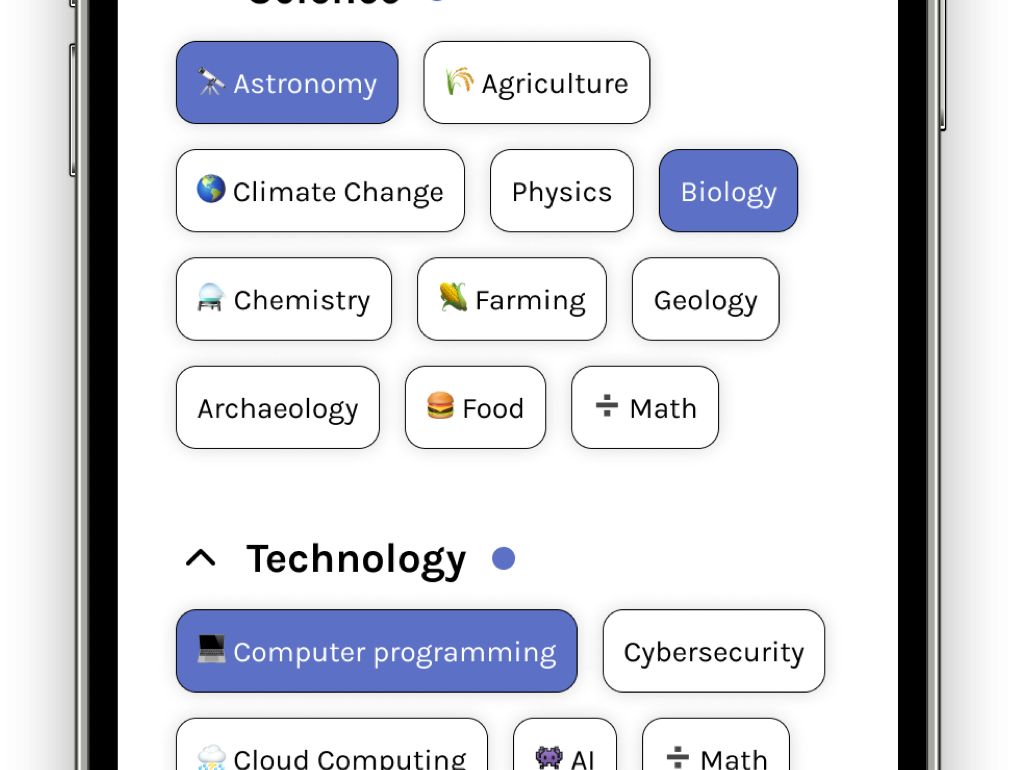 Science
Astronomy Agriculture
Climate Change Physics Biology
Chemistry Farming Geology
Archaeology Food Math
Technology
Computer programming Cybersecurity
Cloud Computing AI Math